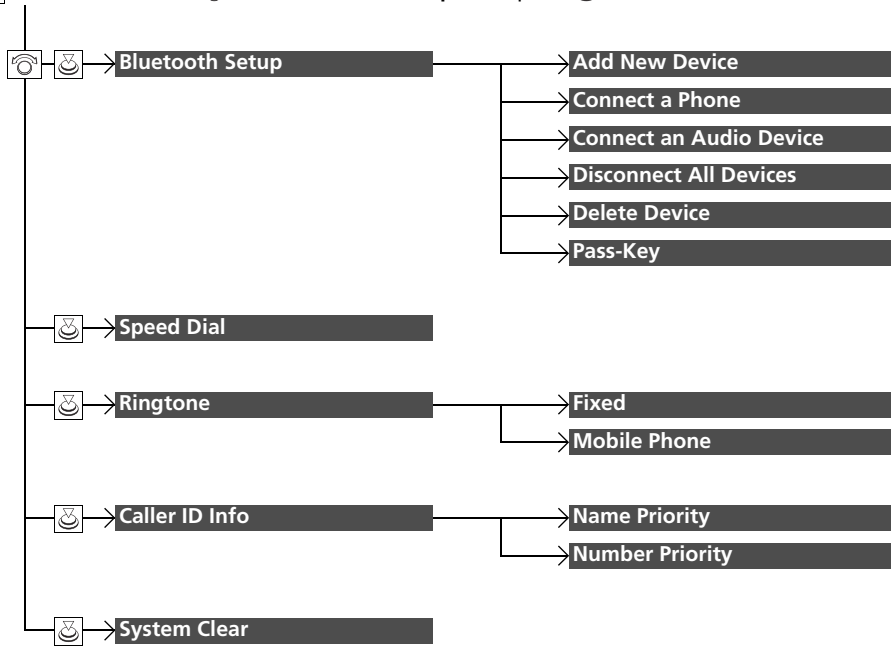 Bluetooth Setup
Add New Device
Connect a Phone
Connect an Audio Device
Disconnect All Devices
Delete Device
Pass-Key
Speed Dial
Ringtone
Fixed
Mobile Phone
Caller ID Info
Name Priority
Number Priority
System Clear